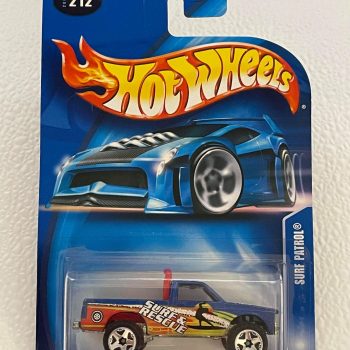 212
HOT WHEELS
SURF PATROL®
SURF &
RESCUE